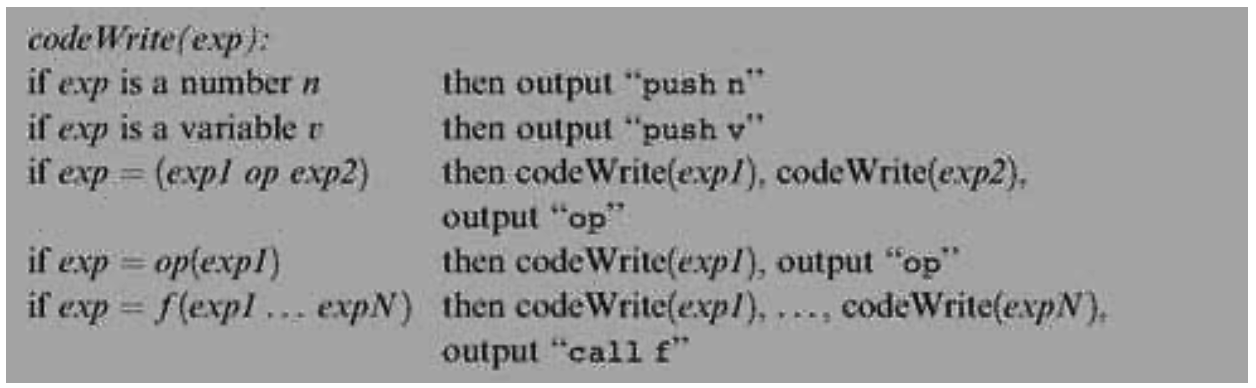 codeWrite(exp):
if exp is a number n then output “push n”
if exp is a variable v then output “push v”
if exp = (exp1 op exp2) then codeWrite(exp1), codeWrite(exp2),
output “op”
if exp = op(exp1) then codeWrite(exp1), output “op”
if exp = f(exp1 ... expN) then codeWrite(exp1), ..., codeWrite(expN),
output “call f”